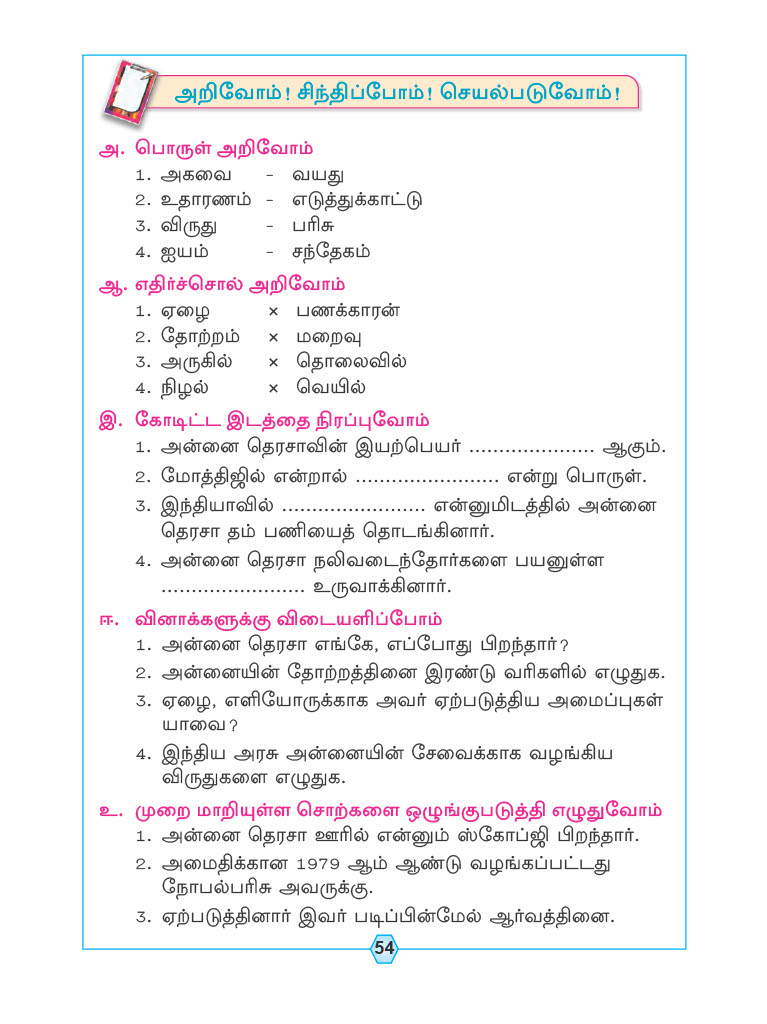 அறிவோம்! சிந்திப்போம்! செயல்படுவோம்!
அ. பொருள் அறிவோம்
1. அகவை - வயது
2. உதாரணம் - எடுத்துக்காட்டு
3. விருது - பரிசு
4. ஐயம் - சந்தேகம்
ஆ. எதிர்ச்சொல் அறிவோம்
1. ஏழை × பணக்காரன்
2. தோற்றம் × மறைவு
3. அருகில் × தொலைவில்
4. நிழல் × வெயில்
இ. கோடிட்ட இடத்தை நிரப்புவோம்
1. அன்னை தெரசாவின் இயற்பெயர் ..................... ஆகும்.
2. மோத்திஜில் என்றால் ........................ என்று பொருள்.
3. இந்தியாவில் ........................ என்னுமிடத்தில் அன்னை
தெரசா தம் பணியைத் தொடங்கினார்.
4. அன்னை தெரசா நலிவடைந்தோர்களை பயனுள்ள
........................ உருவாக்கினார்.
ஈ. வினாக்களுக்கு விடையளிப்போம்
1. அன்னை தெரசா எங்கே, எப்போது பிறந்தார்?
2. அன்னையின் தோற்றத்தினை இரண்டு வரிகளில் எழுதுக.
3. ஏழை, எளியோருக்காக அவர் ஏற்படுத்திய அமைப்புகள்
யாவை?
4. இந்திய அரசு அன்னையின் சேவைக்காக வழங்கிய
விருதுகளை எழுதுக.
உ. முறை மாறியுள்ள சொற்களை ஒழுங்குபடுத்தி எழுதுவோம்
1. அன்னை தெரசா ஊரில் என்னும் ஸ்கோப்ஜி பிறந்தார்.
2. அமைதிக்கான 1979 ஆம் ஆண்டு வழங்கப்பட்டது
நோபல்பரிசு அவருக்கு.
3. ஏற்படுத்தினார் இவர் படிப்பின்மேல் ஆர்வத்தினை.
54